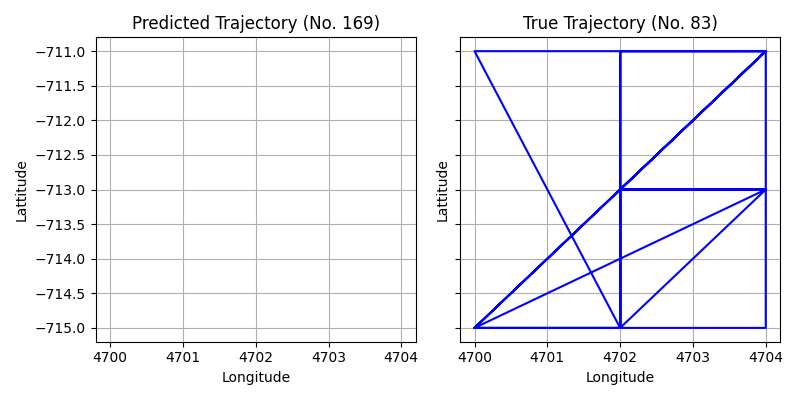 Predicted Trajectory (No. 169)
True Trajectory (No. 83)
−711.0
−711.5
−712.0
−712.5
−713.0
−713.5
−714.0
−714.5
−715.0
Lattitude
Lattitude
4700 4701 4702 4703 4704
4700 4701 4702 4703 4704
Longitude
Longitude